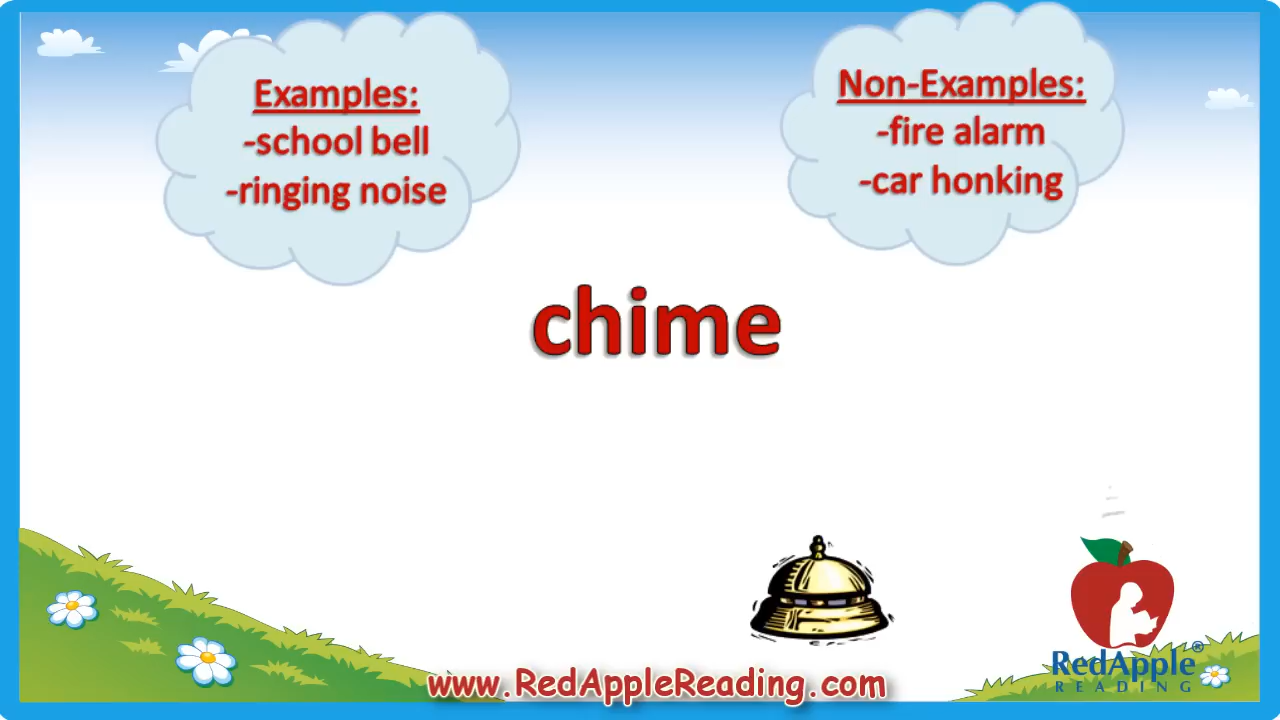 Examples:
-school bell
-ringing noise
Non-Examples:
-fire alarm
-car honking
chime
RedApple®
READING
www.RedAppleReading.com